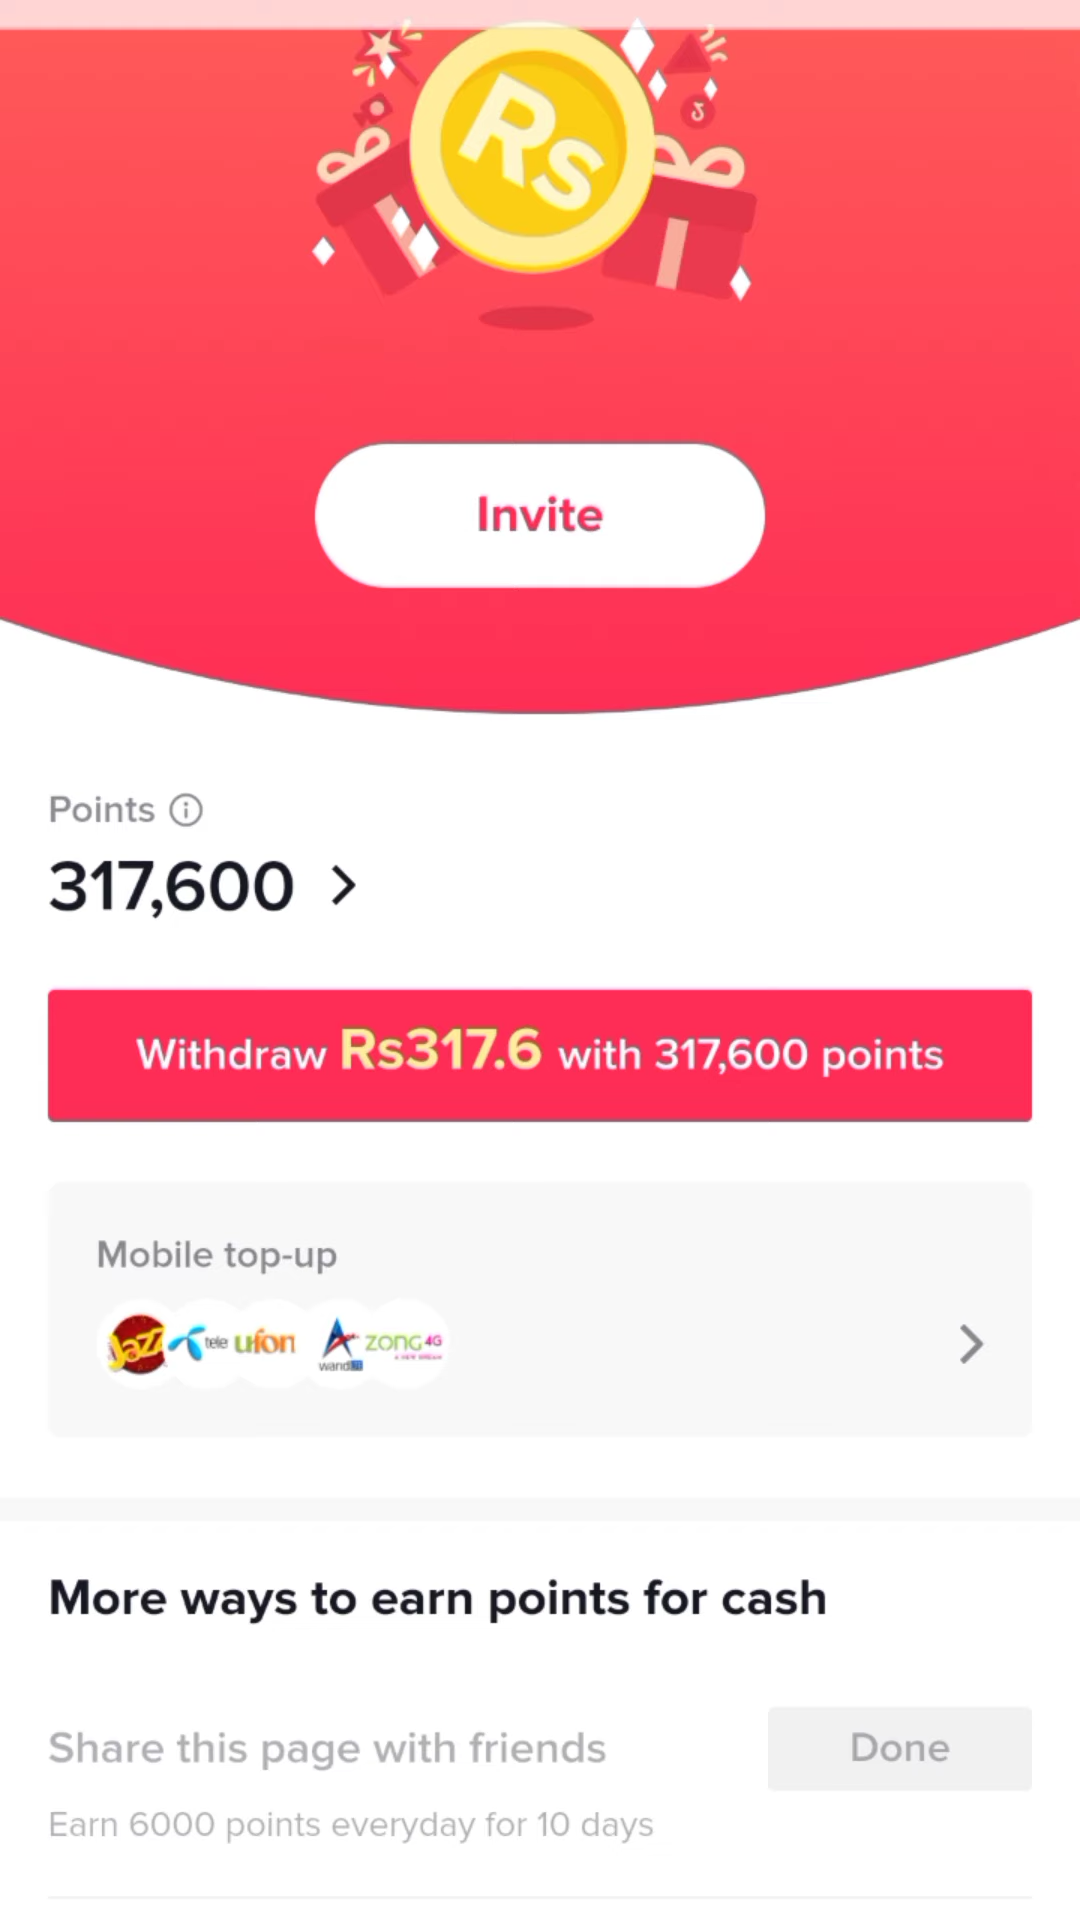 Rs
Invite
Points
317,600
Withdraw Rs317.6 with 317,600 points
Mobile top-up
Jazz tele ufon wand zong 4G
More ways to earn points for cash
Share this page with friends
Done
Earn 6000 points everyday for 10 days